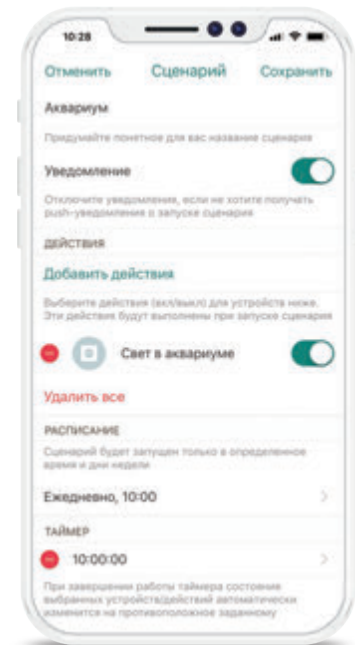 10:28
Отменить Сценарий Сохранить
Аквариум
Придумайте понетное для вас название сценария
Уведомление
Отключите уведомления, если не хотите получать
push-уведомления о запуске сценария
ДЕЙСТВИЯ
Добавить действия
Выберите действия (вкл/выкл) для устройств ниже.
Эти действия будут выполнены при запуске сценария
Свет в аквариуме
Удалить все
РАСПИСАНИЕ
Сценарий будет запущен только в определенное
время и дни недели
Ежедневно, 10:00
ТАЙМЕР
10:00:00
При завершении работы таймера состояние
выбранных устройств/действий автоматически
изменится на противоположное заданному